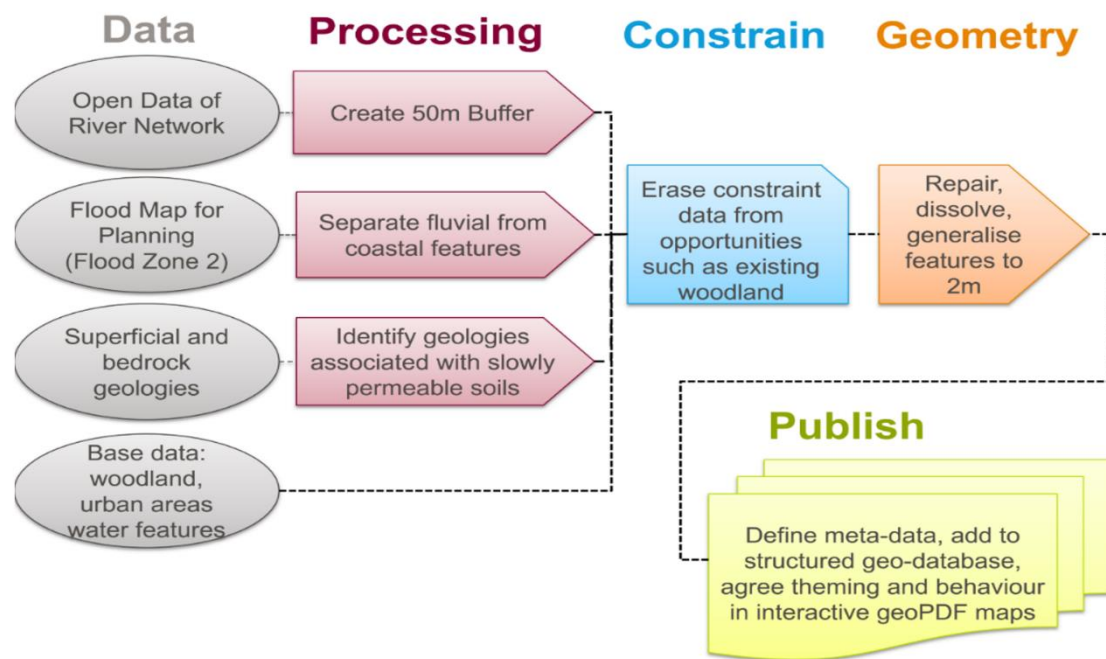 Data
Processing
Constrain
Geometry
Open Data of
River Network
Create 50m Buffer
Flood Map for
Planning
(Flood Zone 2)
Separate fluvial from
coastal features
Erase constraint
data from
opportunities
such as existing
woodland
Repair,
dissolve,
generalise
features to
2m
Superficial and
bedrock
geologies
Identify geologies
associated with slowly
permeable soils
Base data:
woodland,
urban areas
water features
Publish
Define meta-data, add to
structured geo-database,
agree theming and behaviour
in interactive geoPDF maps